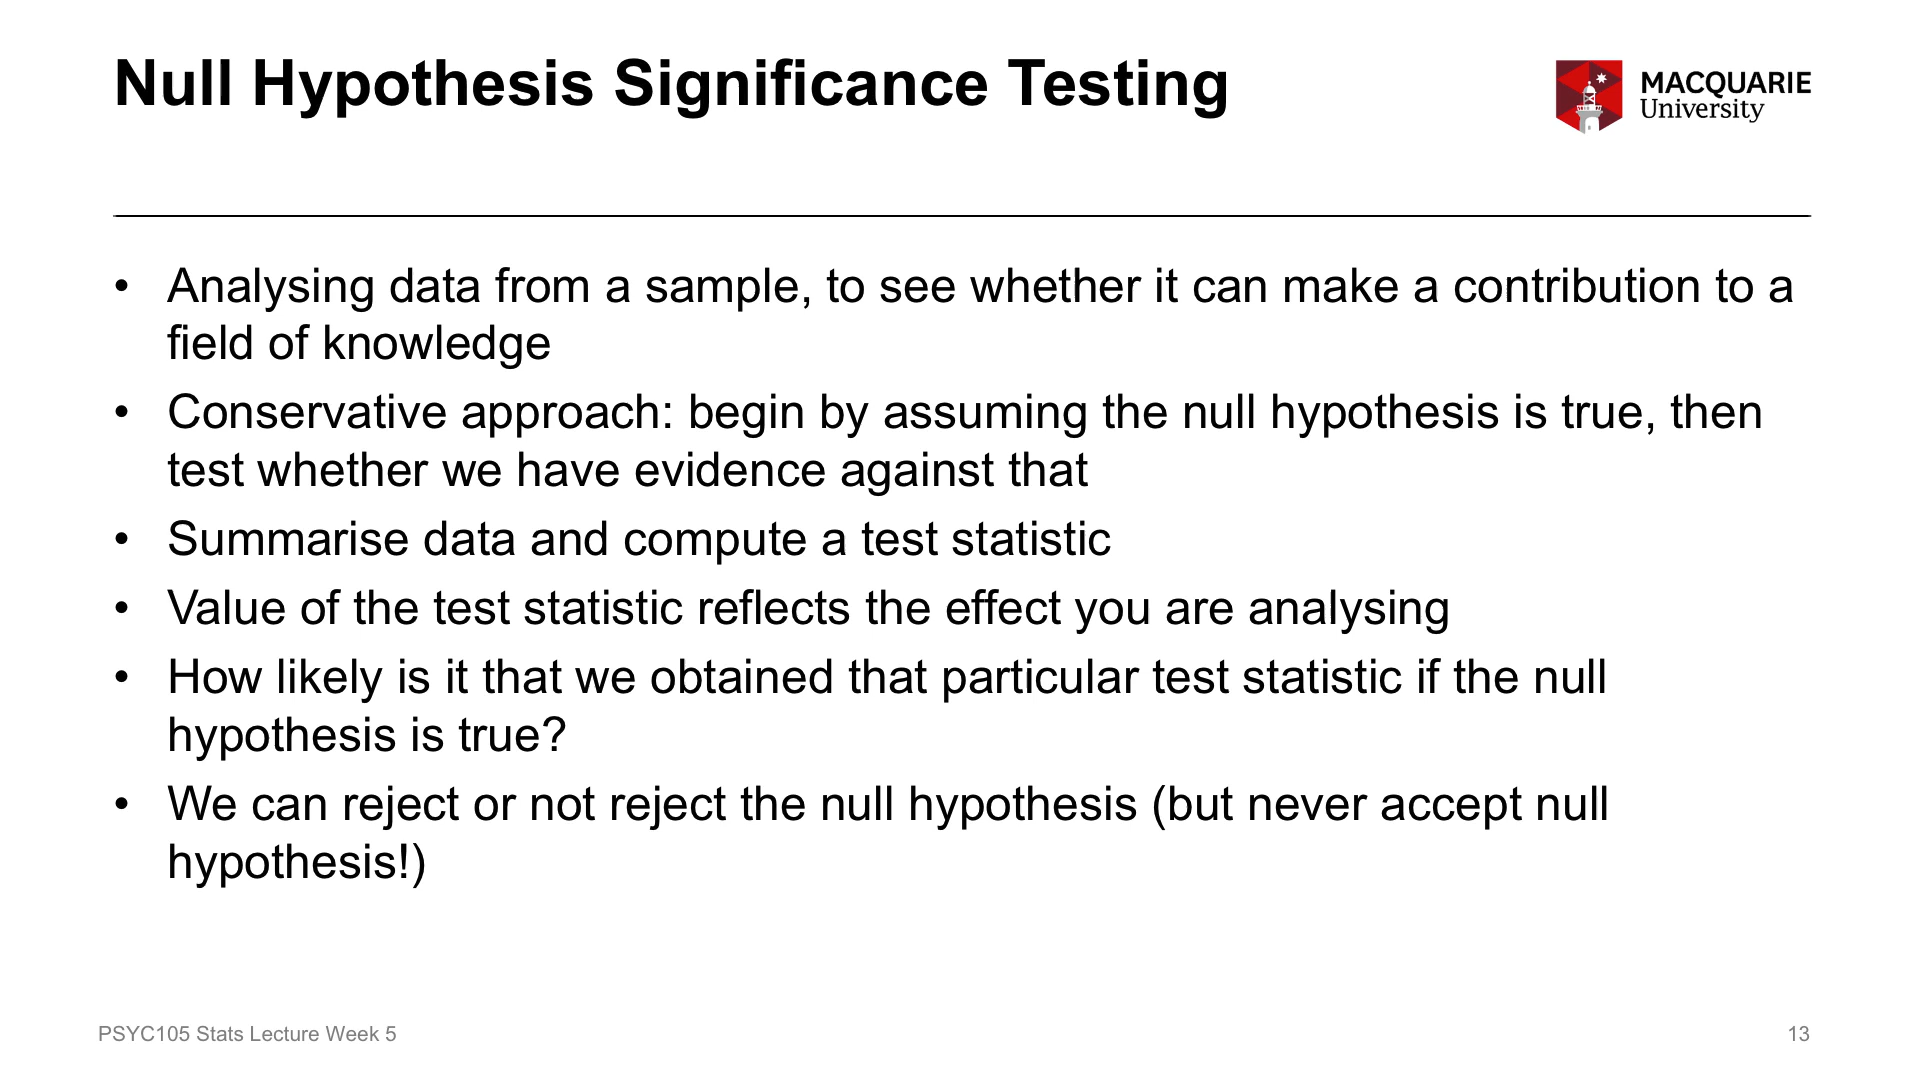 Null Hypothesis Significance Testing
MACQUARIE
University
• Analysing data from a sample, to see whether it can make a contribution to a
field of knowledge
• Conservative approach: begin by assuming the null hypothesis is true, then
test whether we have evidence against that
• Summarise data and compute a test statistic
• Value of the test statistic reflects the effect you are analysing
• How likely is it that we obtained that particular test statistic if the null
hypothesis is true?
• We can reject or not reject the null hypothesis (but never accept null
hypothesis!)
PSYC105 Stats Lecture Week 5
13